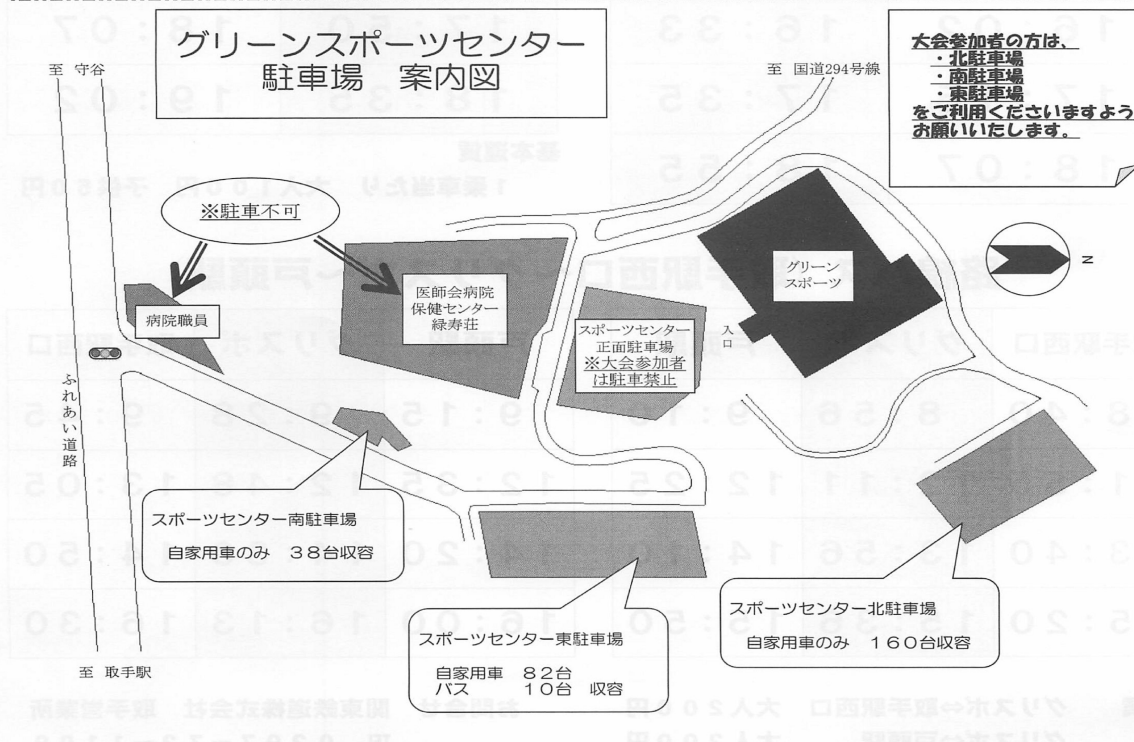 グリーンスポーツセンター
駐車場 案内図
至 守谷
至 国道294号線
大会参加者の方は、
・北駐車場
・南駐車場
・東駐車場
をご利用くださいますよう
お願いいたします。
※駐車不可
病院職員
医師会病院
保健センター
緑寿荘
グリーン
スポーツ
N
スポーツセンター
正面駐車場
※大会参加者
は駐車禁止
入口
ふれあい道路
スポーツセンター南駐車場
自家用車のみ 38台収容
スポーツセンター東駐車場
自家用車 82台
バス 10台 収容
スポーツセンター北駐車場
自家用車のみ 160台収容
至 取手駅